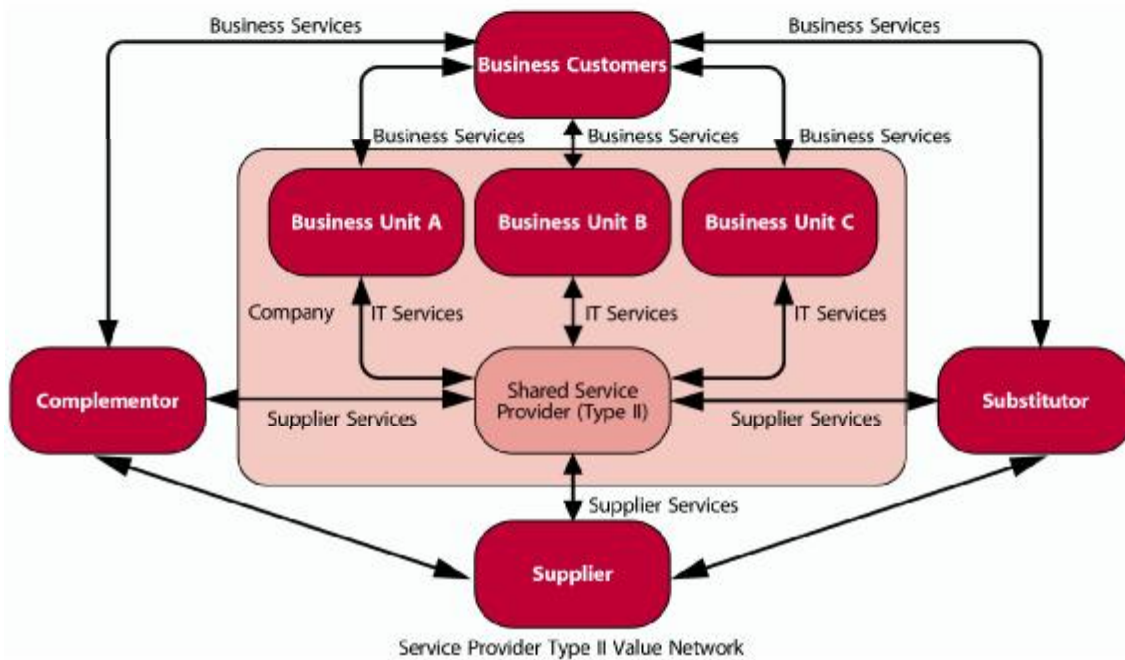 Business Services
Business Services
Business Customers
Business Services
Business Services
Business Services
Business Unit A
Business Unit B
Business Unit C
Company
IT Services
IT Services
IT Services
Complementor
Shared Service
Provider (Type II)
Substitutor
Supplier Services
Supplier Services
Supplier Services
Supplier
Service Provider Type II Value Network